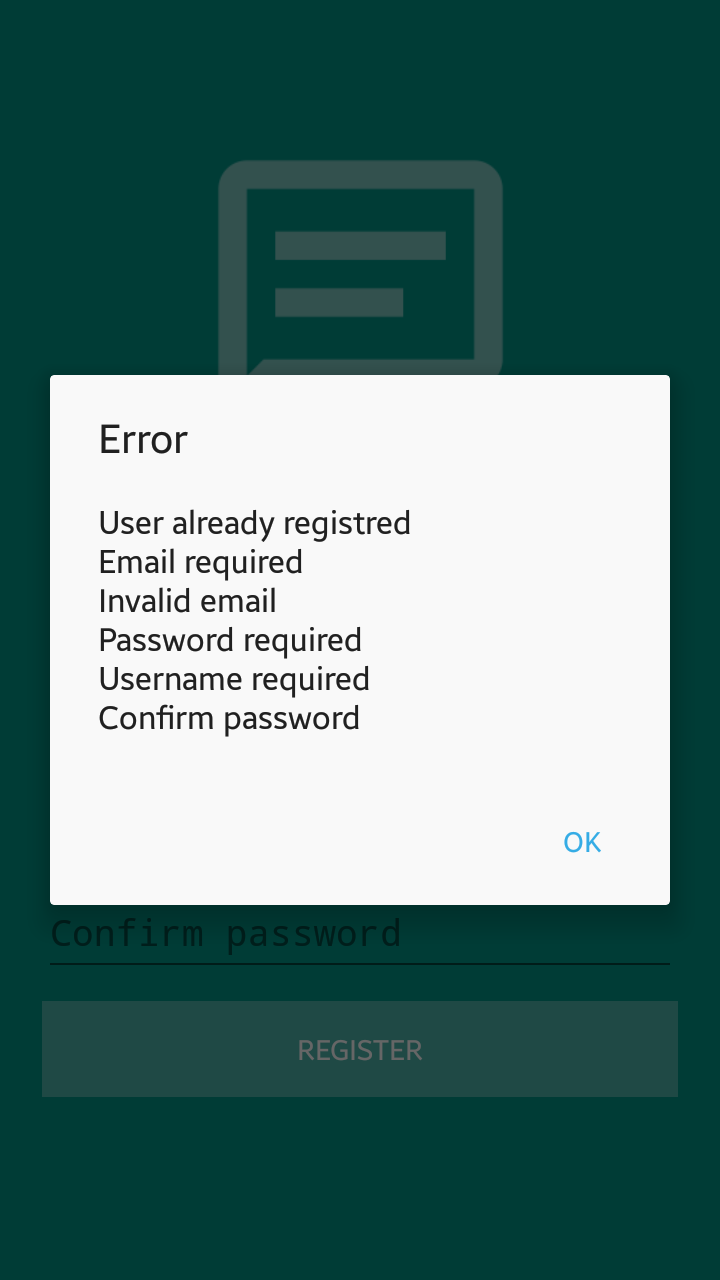 Error
User already registred
Email required
Invalid email
Password required
Username required
Confirm password
OK
Confirm password
REGISTER